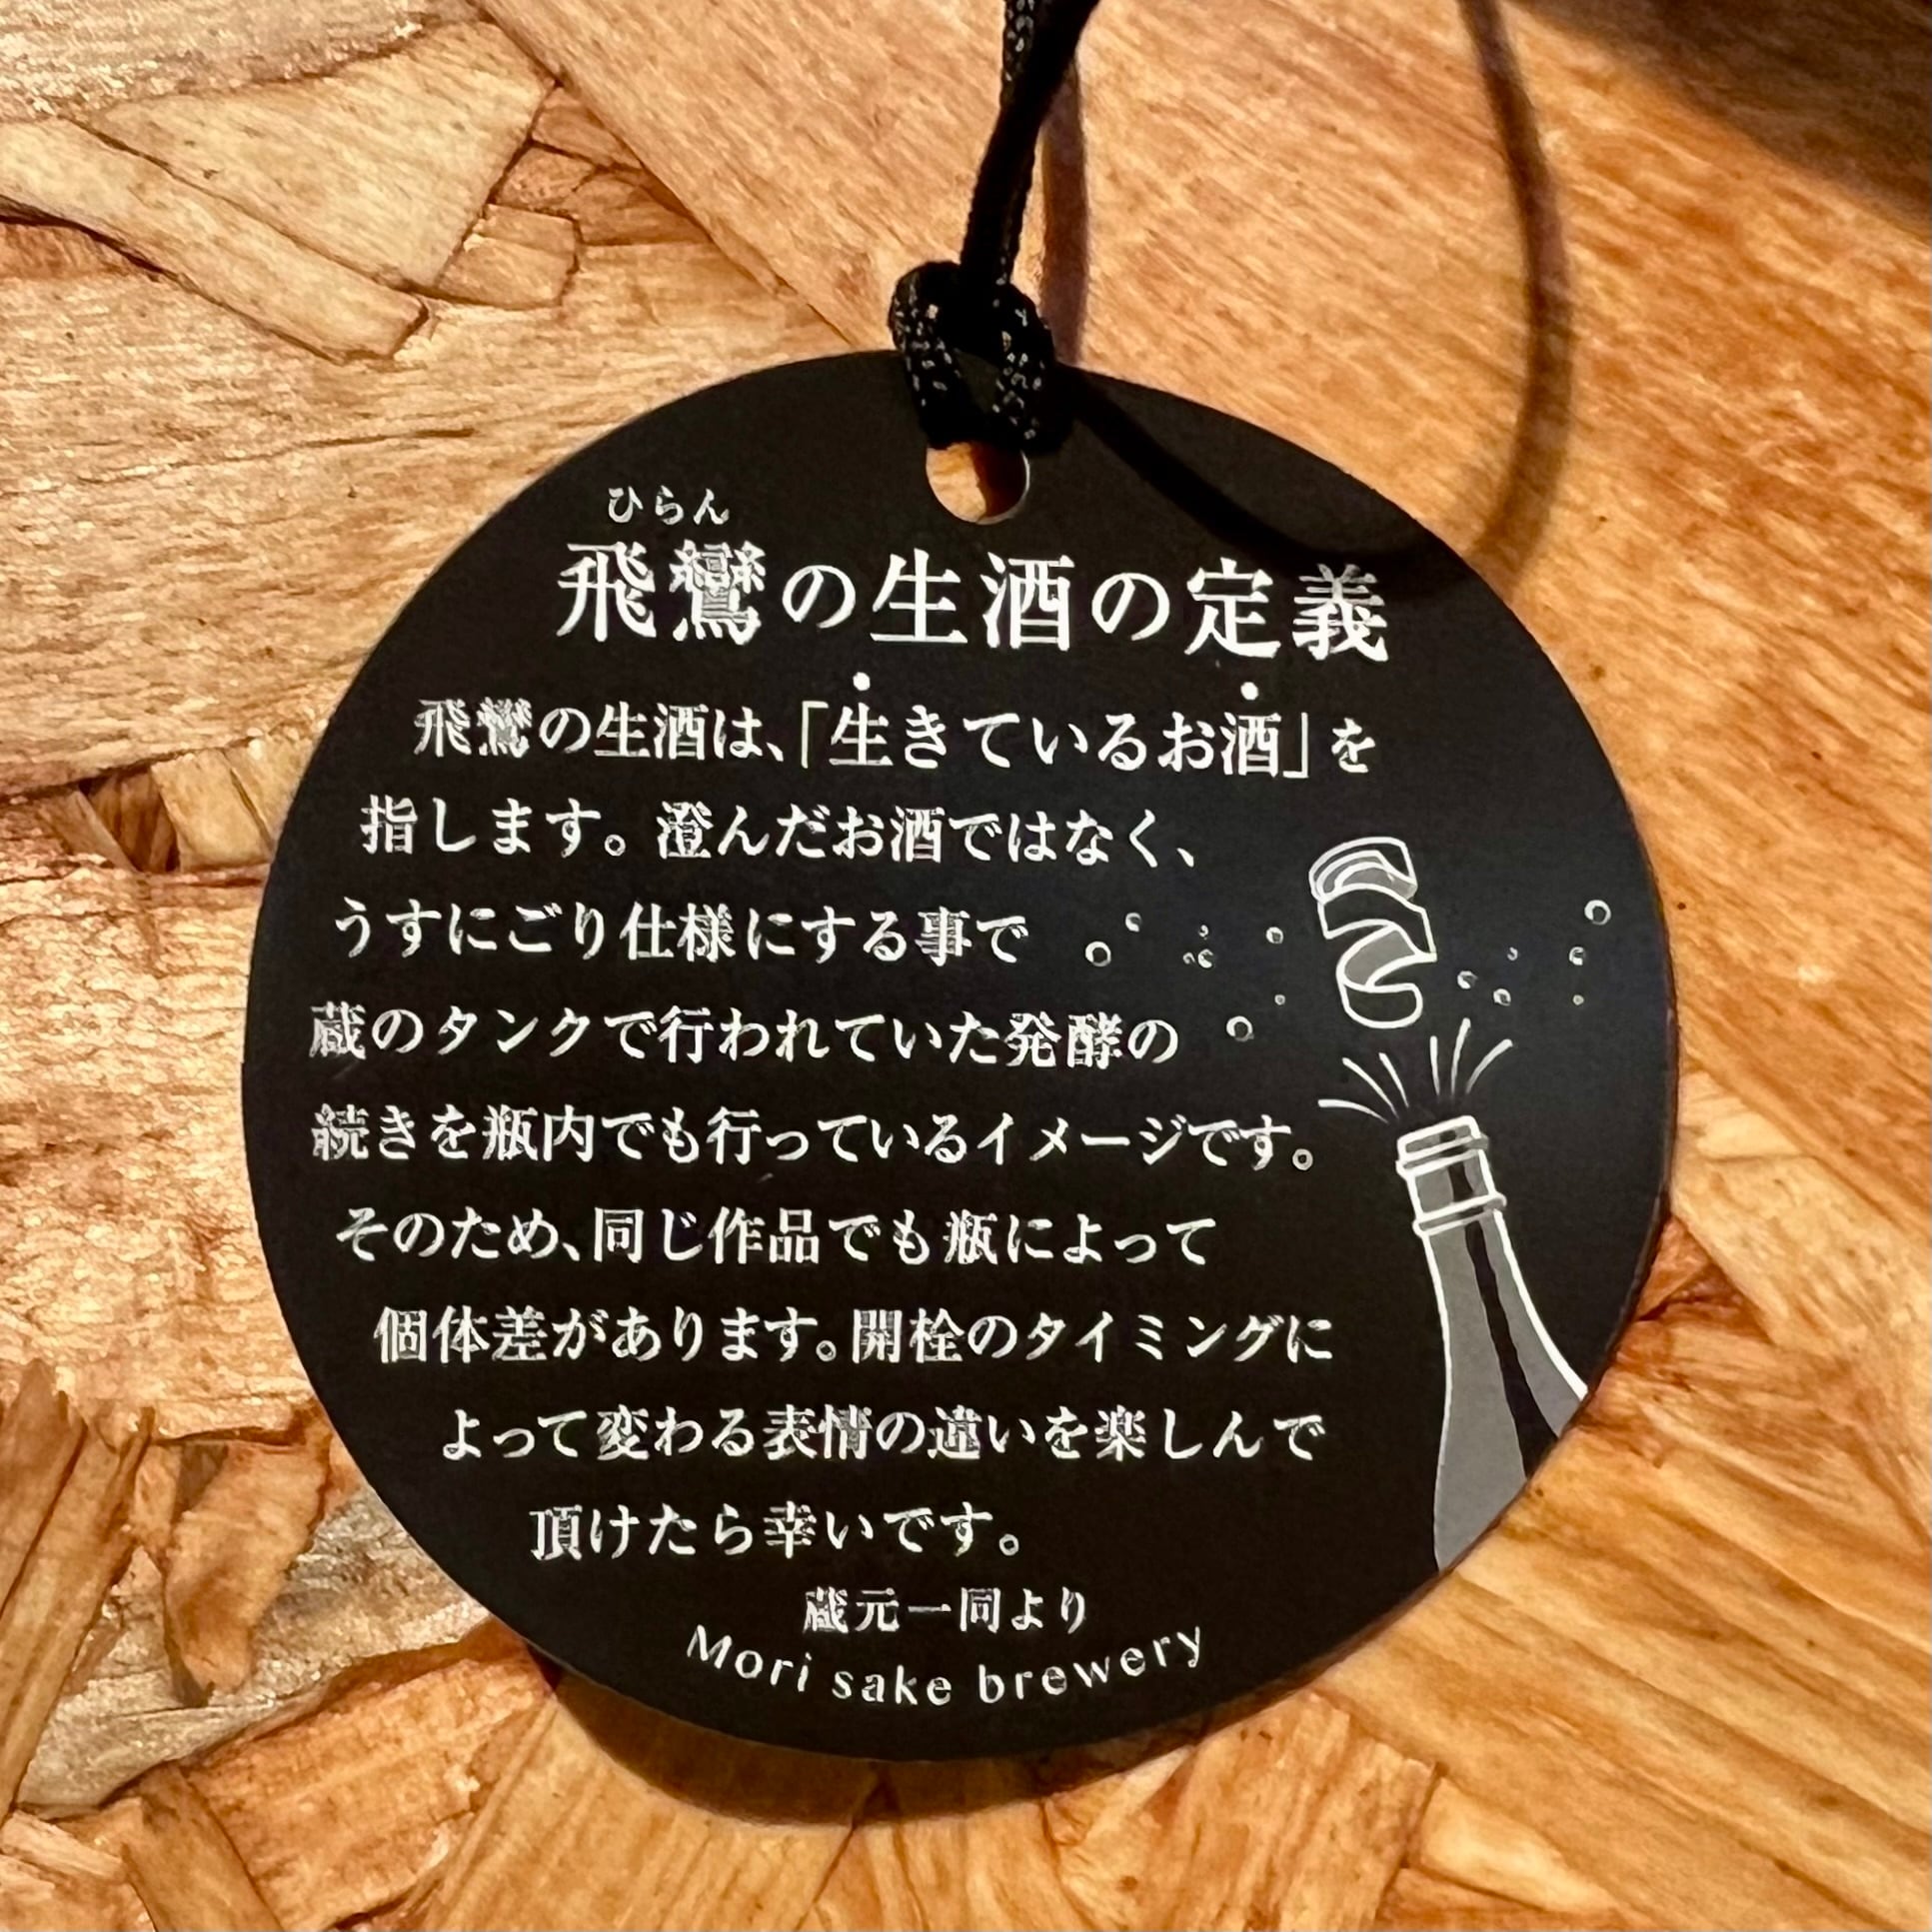 ひらん
飛鸞の生酒の定義
飛鸞の生酒は、「生きているお酒」を
指します。澄んだお酒ではなく、
うすにごり仕様にする事で
蔵のタンクで行われていた発酵の
続きを瓶内でも行っているイメージです。
そのため、同じ作品でも瓶によって
個体差があります。開栓のタイミングに
よって変わる表情の違いを楽しんで
頂けたら幸いです。
蔵元一同より
Mori sake brewery